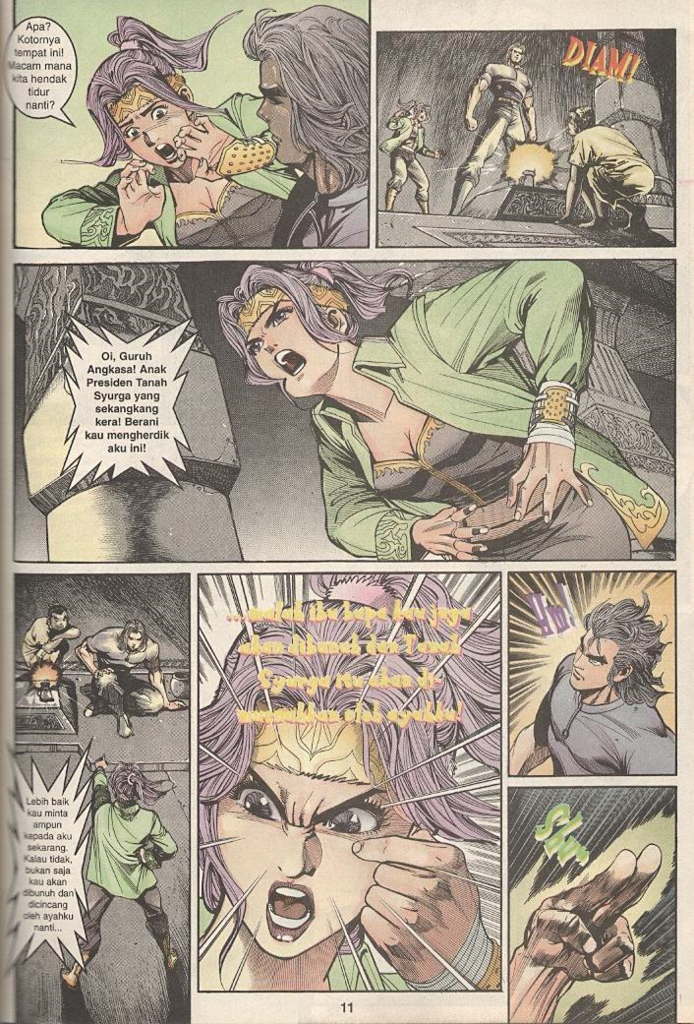 Apa?
Kotornya
tempat ini!
Macam mana
kita hendak
tidur
nanti?
DIAM!
Oi, Guruh
Angkasa! Anak
Presiden Tanah
Syurga yang
sekangkang
kera! Berani
kau mengherdik
aku ini!
Lebih baik
kau minta
ampun
kepada aku
sekarang.
Kalau tidak,
bukan saja
kau akan
dibunuh dan
dicincang
oleh ayahku
nanti...
...malah ibu bapa kau juga
akan dibunuh dan Tanah
Syurga itu akan di-
musnahkan oleh ayahku!
11